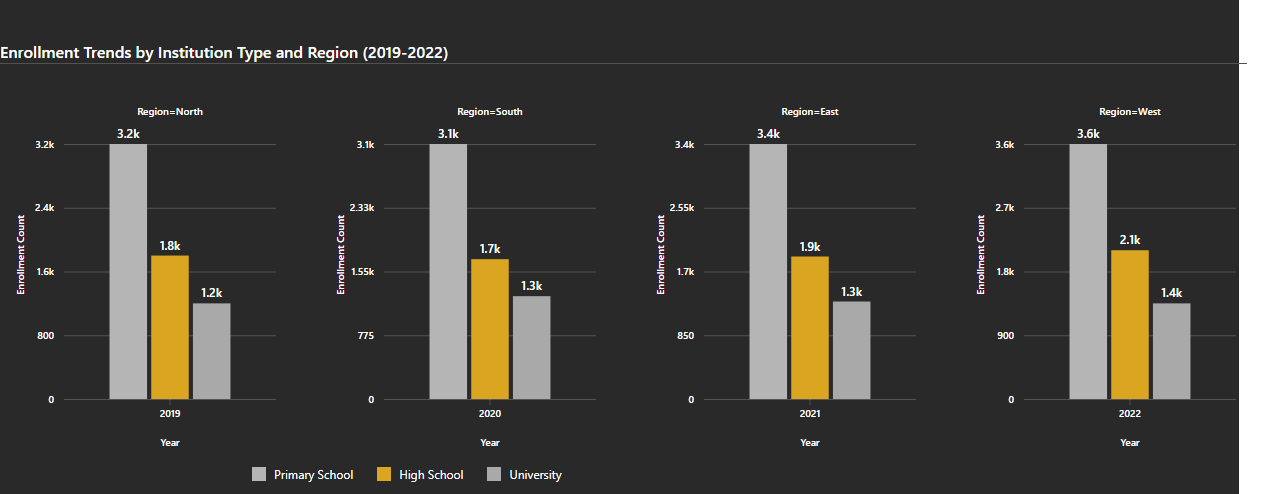 Enrollment Trends by Institution Type and Region (2019-2022)
Region=North
3.2k
3.2k
2.4k
1.8k
1.6k
1.2k
800
0
Enrollment Count
2019
Year
Region=South
3.1k
3.1k
2.33k
1.7k
1.55k
1.3k
775
0
Enrollment Count
2020
Year
Region=East
3.4k
3.4k
2.55k
1.9k
1.7k
1.3k
850
0
Enrollment Count
2021
Year
Region=West
3.6k
3.6k
2.7k
2.1k
1.8k
1.4k
900
0
Enrollment Count
2022
Year
Primary School
High School
University